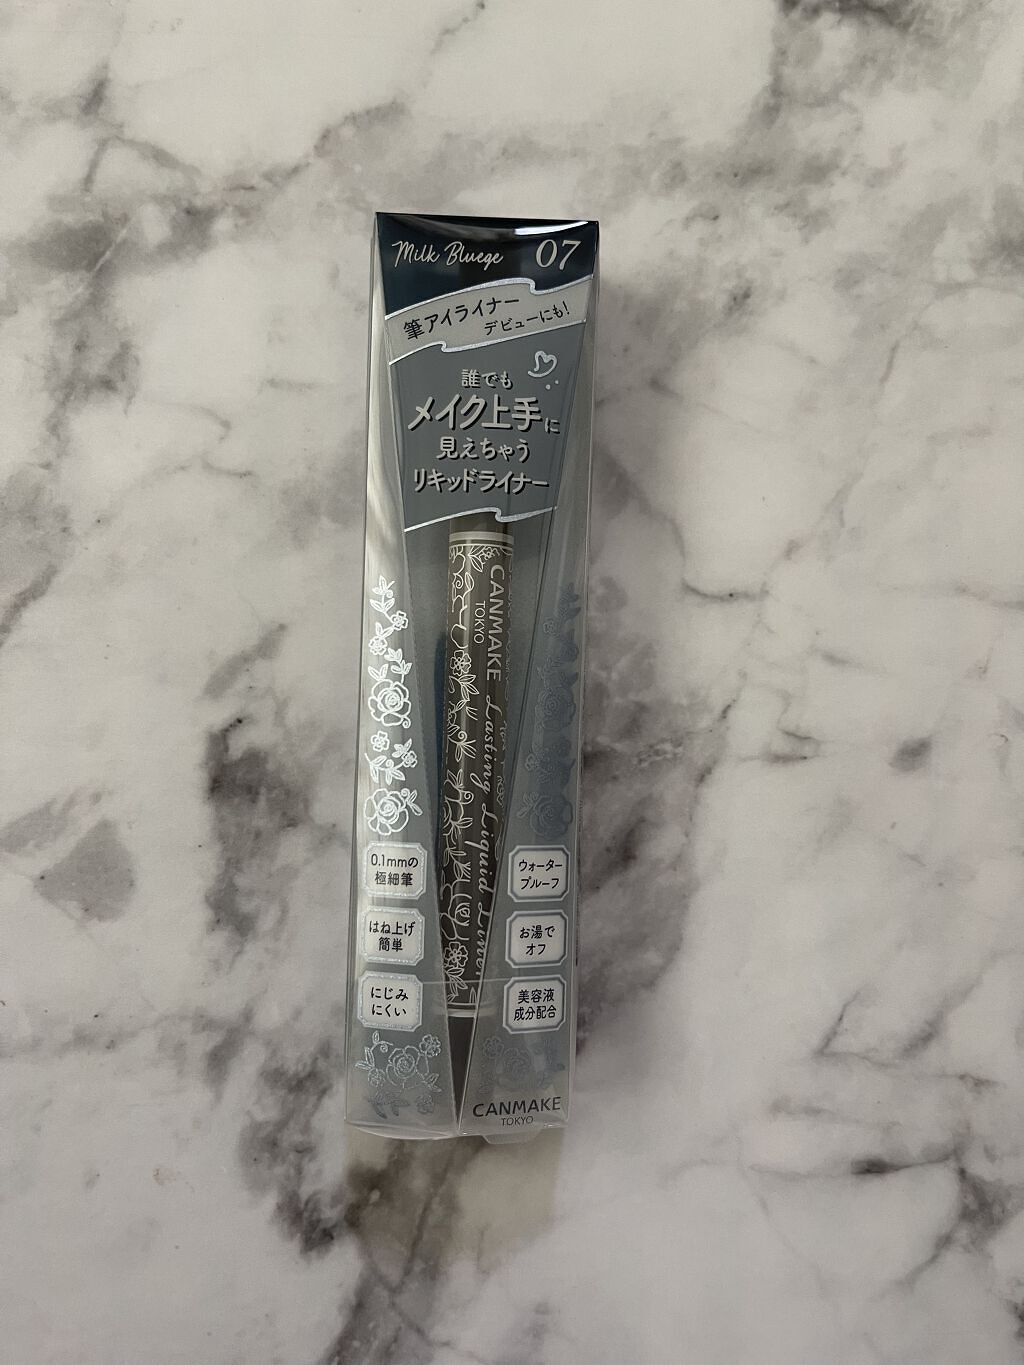 Milk Bluege 07
筆アイライナー
デビューにも!
誰でも
メイク上手に
見えちゃう
リキッドライナー
CANMAKE
TOKYO
Lasting Liquid Liner
0.1mmの
極細筆
はね上げ
簡単
にじみ
にくい
ウォーター
プルーフ
お湯で
オフ
美容液
成分配合
CANMAKE
TOKYO